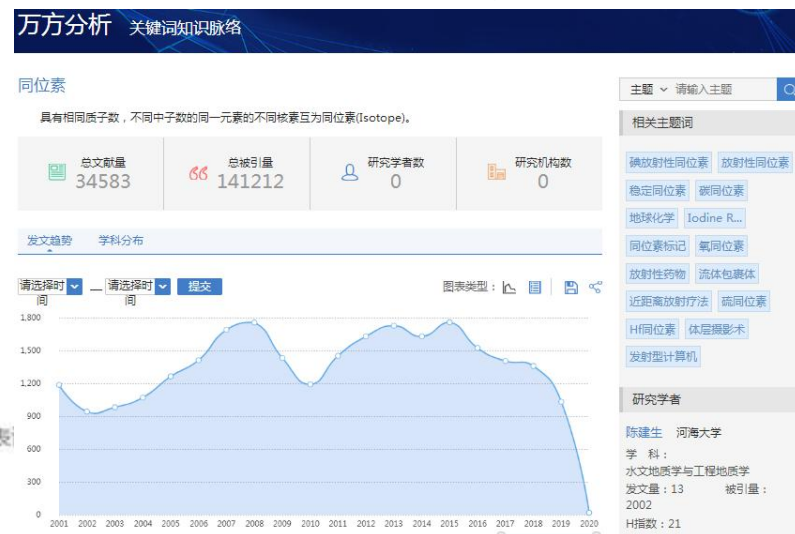 万方分析 关键词知识脉络
同位素
具有相同质子数，不同中子数的同一元素的不同核素互为同位素(Isotope)。
总文献量
34583
总被引量
141212
研究学者数
0
研究机构数
0
发文趋势 学科分布
请选择时间 — 请选择时间 提交
图表类型：
1,800
1,500
1,200
900
600
300
0
2001 2002 2003 2004 2005 2006 2007 2008 2009 2010 2011 2012 2013 2014 2015 2016 2017 2018 2019 2020
主题 请输入主题
相关主题词
碘放射性同位素 放射性同位素
稳定同位素 碳同位素
地球化学 Iodine R...
同位素标记 氧同位素
放射性药物 流体包裹体
近距离放射疗法 硫同位素
Hf同位素 体层摄影术
发射型计算机
研究学者
陈建生 河海大学
学 科：
水文地质学与工程地质学
发文量：13 被引量：
2002
H指数：21